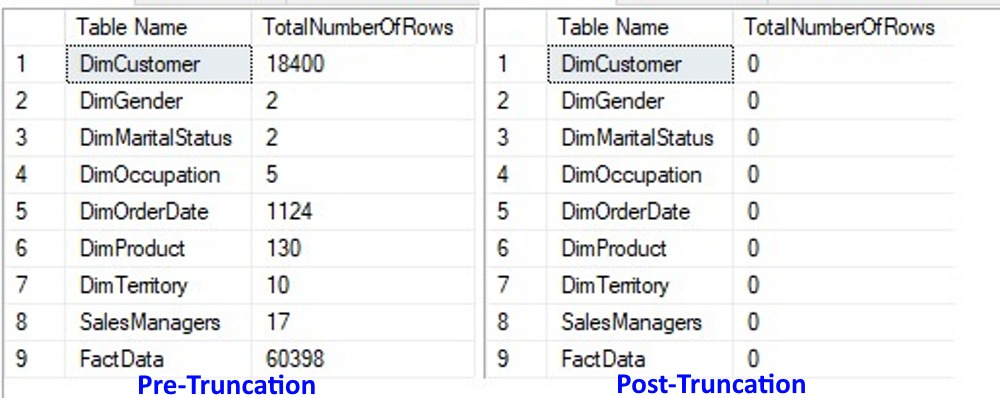 Table Name TotalNumberOfRows
1 DimCustomer 18400
2 DimGender 2
3 DimMaritalStatus 2
4 DimOccupation 5
5 DimOrderDate 1124
6 DimProduct 130
7 DimTerritory 10
8 SalesManagers 17
9 FactData 60398
Pre-Truncation
Table Name TotalNumberOfRows
1 DimCustomer 0
2 DimGender 0
3 DimMaritalStatus 0
4 DimOccupation 0
5 DimOrderDate 0
6 DimProduct 0
7 DimTerritory 0
8 SalesManagers 0
9 FactData 0
Post-Truncation